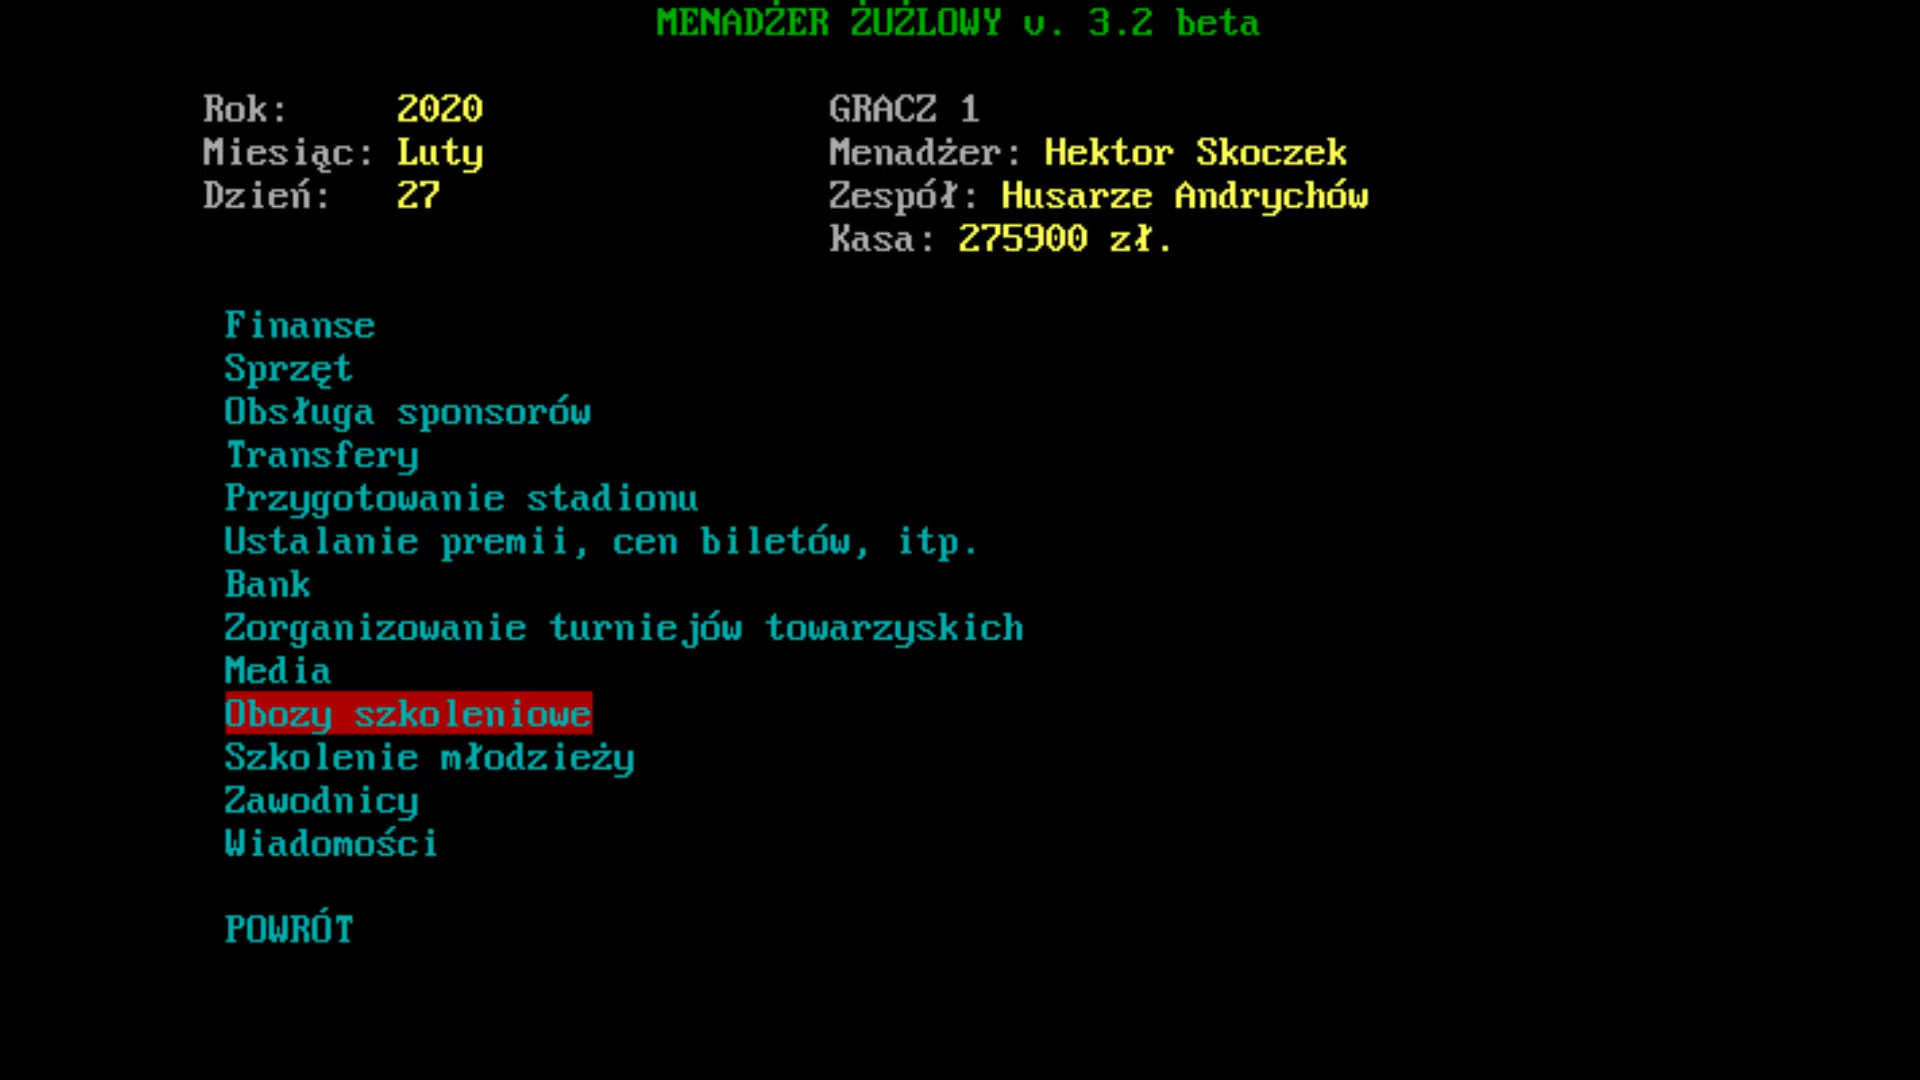 MENADŻER ŻUŻLOWY v. 3.2 beta
Rok: 2020
GRACZ 1
Miesiąc: Luty
Menadżer: Hektor Skoczek
Dzień: 27
Zespół: Husarze Andrychów
Kasa: 275900 zł.
Finanse
Sprzęt
Obsługa sponsorów
Transfery
Przygotowanie stadionu
Ustalanie premii, cen biletów, itp.
Bank
Zorganizowanie turniejów towarzyskich
Media
Obozy szkoleniowe
Szkolenie młodzieży
Zawodnicy
Wiadomości
POWRÓT